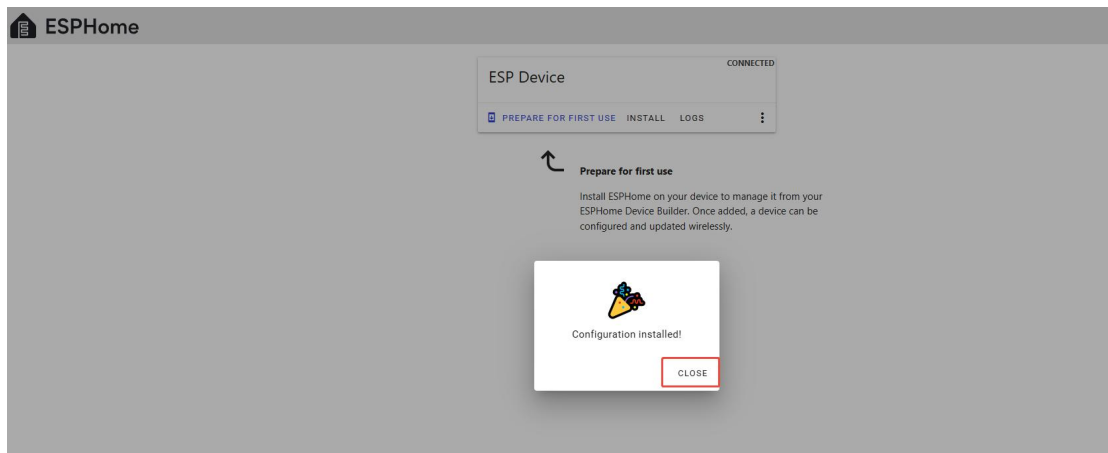 ESPHome
CONNECTED
ESP Device
PREPARE FOR FIRST USE INSTALL LOGS
Prepare for first use
Install ESPHome on your device to manage it from your
ESPHome Device Builder. Once added, a device can be
configured and updated wirelessly.
Configuration installed!
CLOSE